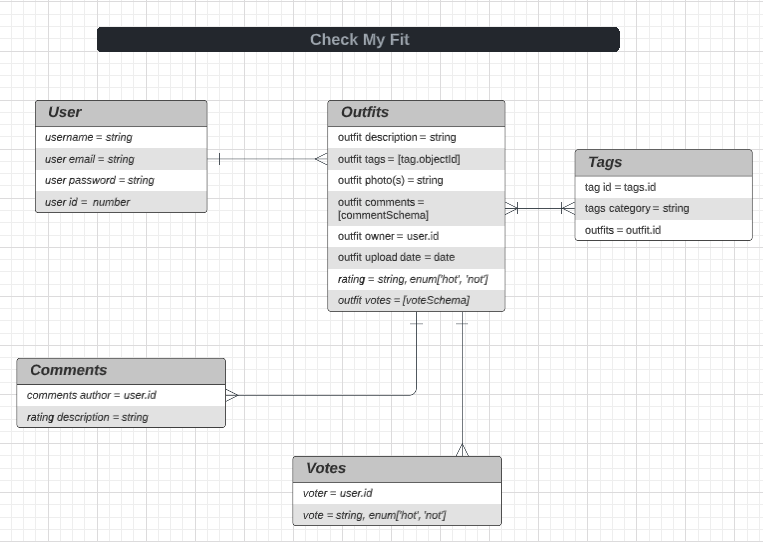 Check My Fit
User
username = string
user email = string
user password = string
user id = number
Outfits
outfit description = string
outfit tags = [tag.objectId]
outfit photo(s) = string
outfit comments =
[commentSchema]
outfit owner = user.id
outfit upload date = date
rating = string, enum['hot', 'not']
outfit votes = [voteSchema]
Tags
tag id = tags.id
tags category = string
outfits = outfit.id
Comments
comments author = user.id
rating description = string
Votes
voter = user.id
vote = string, enum['hot', 'not']